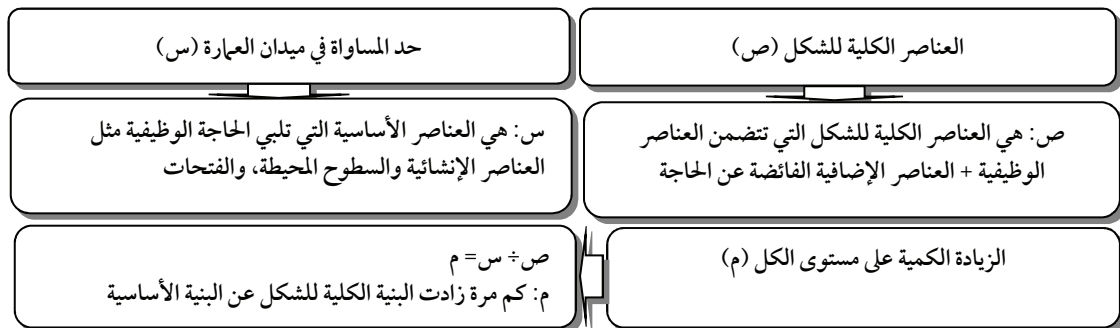 العناصر الكلية للشكل (ص)
حد المساواة في ميدان العمارة (س)
ص: هي العناصر الكلية للشكل التي تتضمن العناصر
الوظيفية + العناصر الإضافية الفائضة عن الحاجة
س: هي العناصر الأساسية التي تلبي الحاجة الوظيفية مثل
العناصر الإنشائية والسطوح المحيطة، والفتحات
الزيادة الكمية على مستوى الكل (م)
ص÷ س= م
م: كم مرة زادت البنية الكلية للشكل عن البنية الأساسية